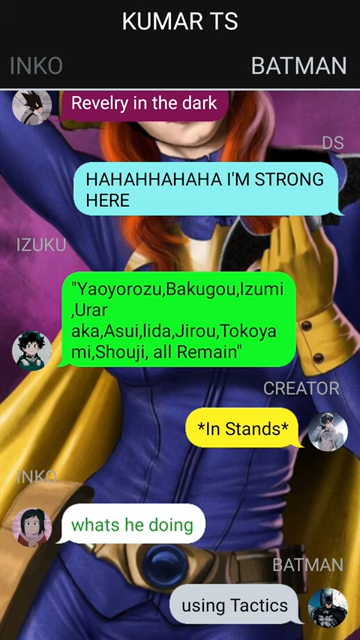 KUMAR TS
INKO
BATMAN
Revelry in the dark
DS
HAHAHHAHAHA I'M STRONG
HERE
IZUKU
"Yaoyorozu,Bakugou,Izumi
,Urar
aka,Asui,Iida,Jirou,Tokoya
mi,Shouji, all Remain"
CREATOR
*In Stands*
INKO
whats he doing
BATMAN
using Tactics